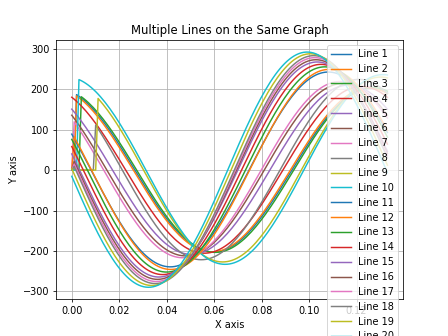 Multiple Lines on the Same Graph
Y axis
300
200
100
0
−100
−200
−300
0.00
0.02
0.04
0.06
0.08
0.10
X axis
Line 1
Line 2
Line 3
Line 4
Line 5
Line 6
Line 7
Line 8
Line 9
Line 10
Line 11
Line 12
Line 13
Line 14
Line 15
Line 16
Line 17
Line 18
Line 19
Line 20